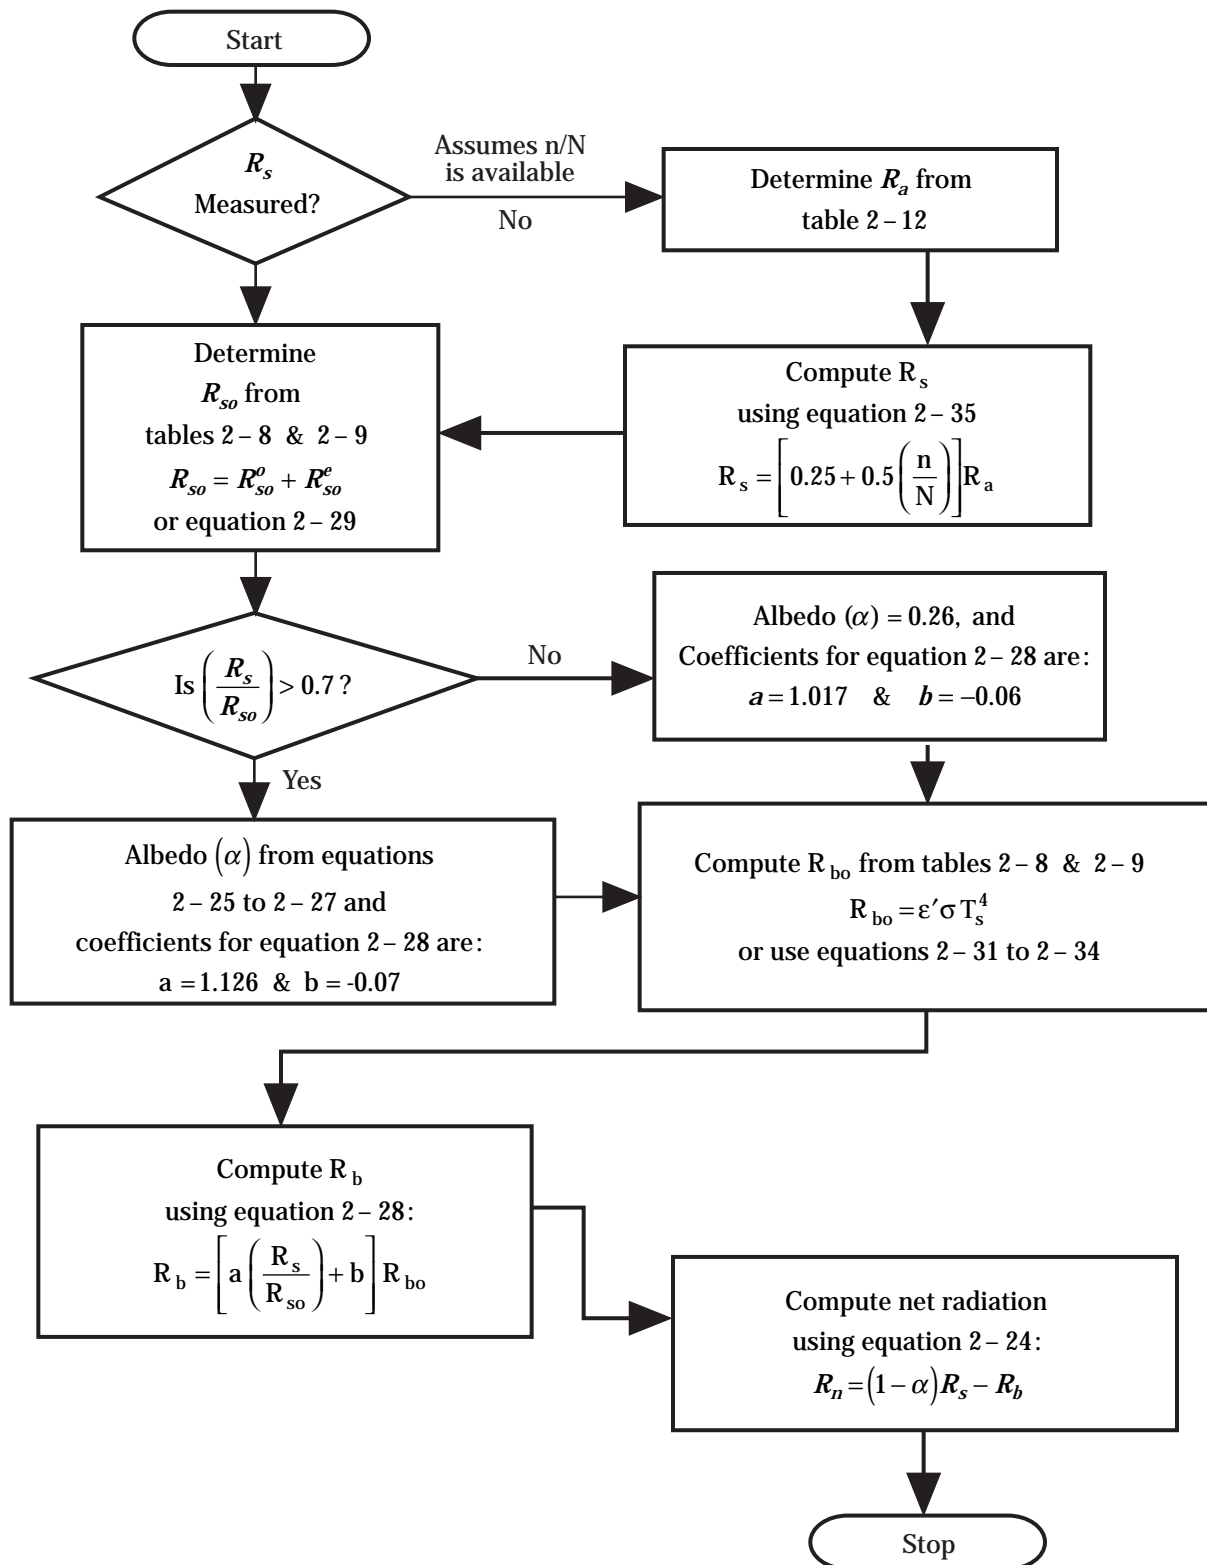 Start
R_s
Measured?
Assumes n/N
is available
No
Determine R_a from
table 2 – 12
Compute R_s
using equation 2 – 35
R_s = [0.25 + 0.5 (n/N)] R_a
Determine
R_so from
tables 2 – 8 & 2 – 9
R_so = R_so^o + R_so^e
or equation 2 – 29
Is (R_s/R_so) > 0.7 ?
No
Yes
Albedo (α) = 0.26, and
Coefficients for equation 2 – 28 are:
a = 1.017 & b = –0.06
Albedo (α) from equations
2 – 25 to 2 – 27 and
coefficients for equation 2 – 28 are:
a = 1.126 & b = -0.07
Compute R_bo from tables 2 – 8 & 2 – 9
R_bo = ε′σ T_s^4
or use equations 2 – 31 to 2 – 34
Compute R_b
using equation 2 – 28:
R_b = [a (R_s/R_so) + b] R_bo
Compute net radiation
using equation 2 – 24:
R_n = (1 – α)R_s – R_b
Stop